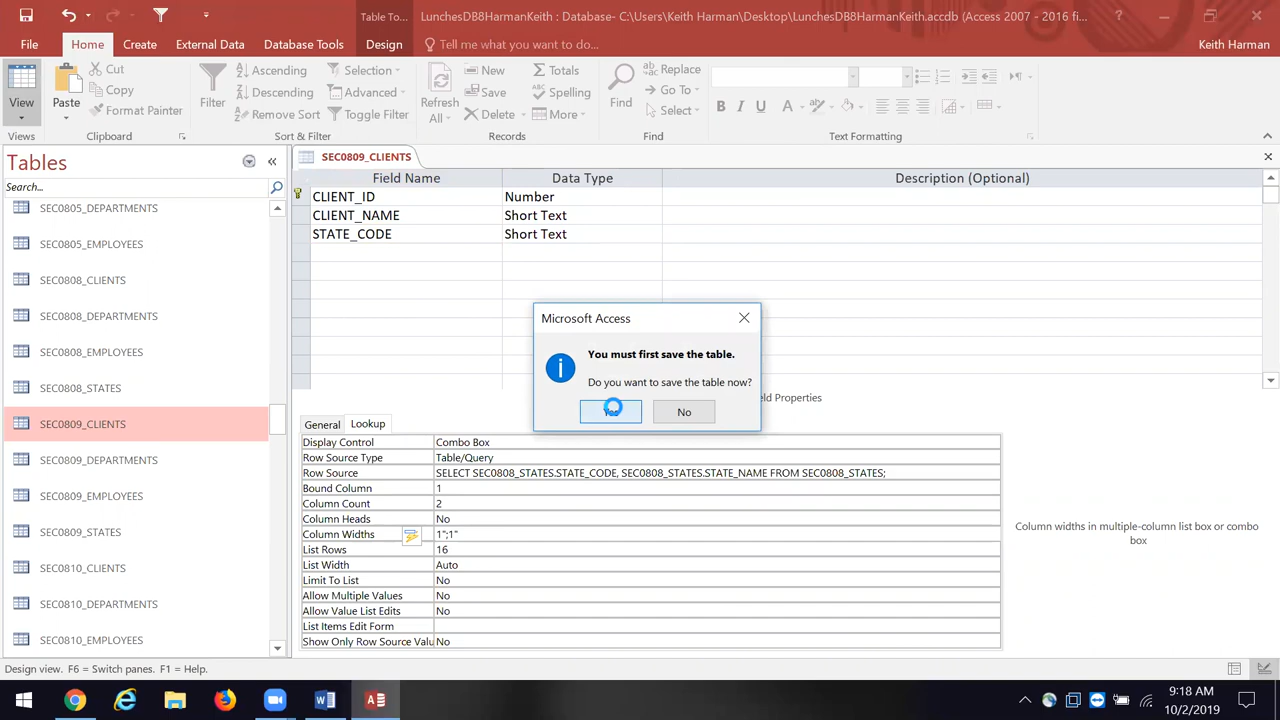 Table To...
LunchesDB8HarmanKeith : Database- C:\Users\Keith Harman\Desktop\LunchesDB8HarmanKeith.accdb (Access 2007 - 2016 fi...
?
File Home Create External Data Database Tools Design Tell me what you want to do... Keith Harman
View
Views
Paste
Cut
Copy
Format Painter
Clipboard
Filter
Ascending
Descending
Remove Sort
Selection
Advanced
Toggle Filter
Sort & Filter
Refresh All
New
Save
Delete
Totals
Spelling
More
Records
Find
Replace
Go To
Select
Find
B I U A
Text Formatting
Tables
Search...
SEC0805_DEPARTMENTS
SEC0805_EMPLOYEES
SEC0808_CLIENTS
SEC0808_DEPARTMENTS
SEC0808_EMPLOYEES
SEC0808_STATES
SEC0809_CLIENTS
SEC0809_DEPARTMENTS
SEC0809_EMPLOYEES
SEC0809_STATES
SEC0810_CLIENTS
SEC0810_DEPARTMENTS
SEC0810_EMPLOYEES
SEC0809_CLIENTS
Field Name Data Type Description (Optional)
CLIENT_ID Number
CLIENT_NAME Short Text
STATE_CODE Short Text
Microsoft Access
You must first save the table.
Do you want to save the table now?
No
Properties
General Lookup
Display Control Combo Box
Row Source Type Table/Query
Row Source SELECT SEC0808_STATES.STATE_CODE, SEC0808_STATES.STATE_NAME FROM SEC0808_STATES;
Bound Column 1
Column Count 2
Column Heads No
Column Widths 1";1"
List Rows 16
List Width Auto
Limit To List No
Allow Multiple Values No
Allow Value List Edits No
List Items Edit Form
Show Only Row Source Valu No
Column widths in multiple-column list box or combo
box
Design view. F6 = Switch panes. F1 = Help.
9:18 AM
10/2/2019